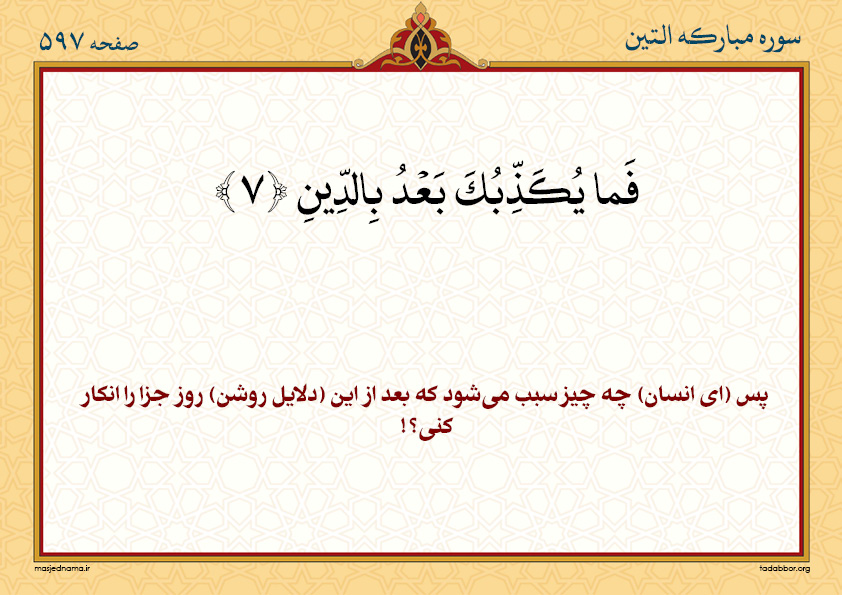 سوره مبارکه التین
صفحه ۵۹۷
فَما يُكَذِّبُكَ بَعْدُ بِالدِّينِ ﴿۷﴾
پس (ای انسان) چه چیز سبب می‌شود که بعد از این (دلایل روشن) روز جزا را انکار
کنی؟!
masjednama.ir
tadabbor.org